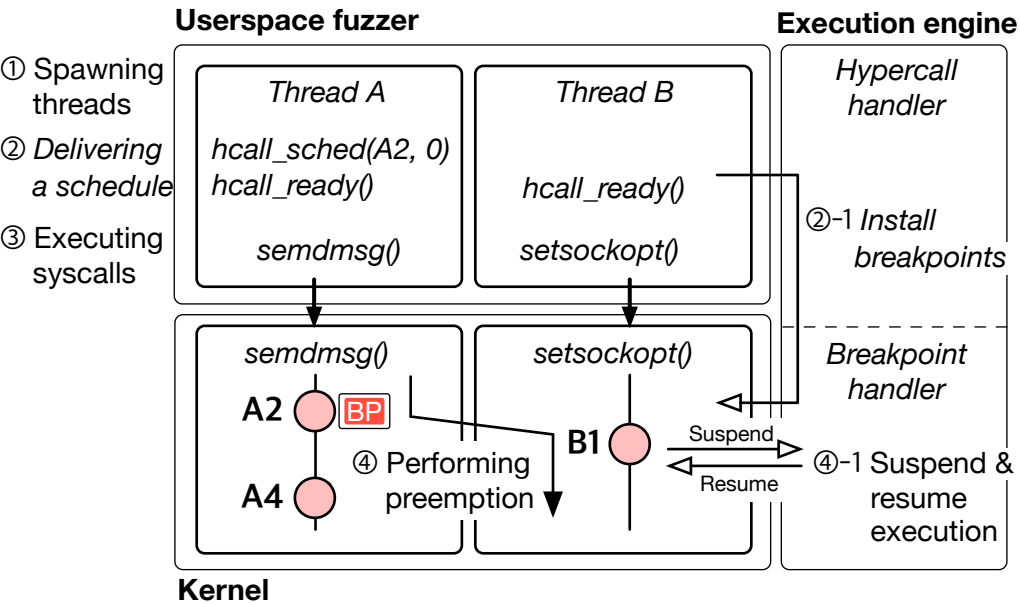 Userspace fuzzer
Execution engine
① Spawning
threads
② Delivering
a schedule
③ Executing
syscalls
Thread A
hcall_sched(A2, 0)
hcall_ready()
semdmsg()
Thread B
hcall_ready()
setsockopt()
Hypercall
handler
②-1 Install
breakpoints
semdmsg()
A2
BP
A4
④ Performing
preemption
setsockopt()
B1
Suspend
Resume
Breakpoint
handler
④-1 Suspend &
resume
execution
Kernel